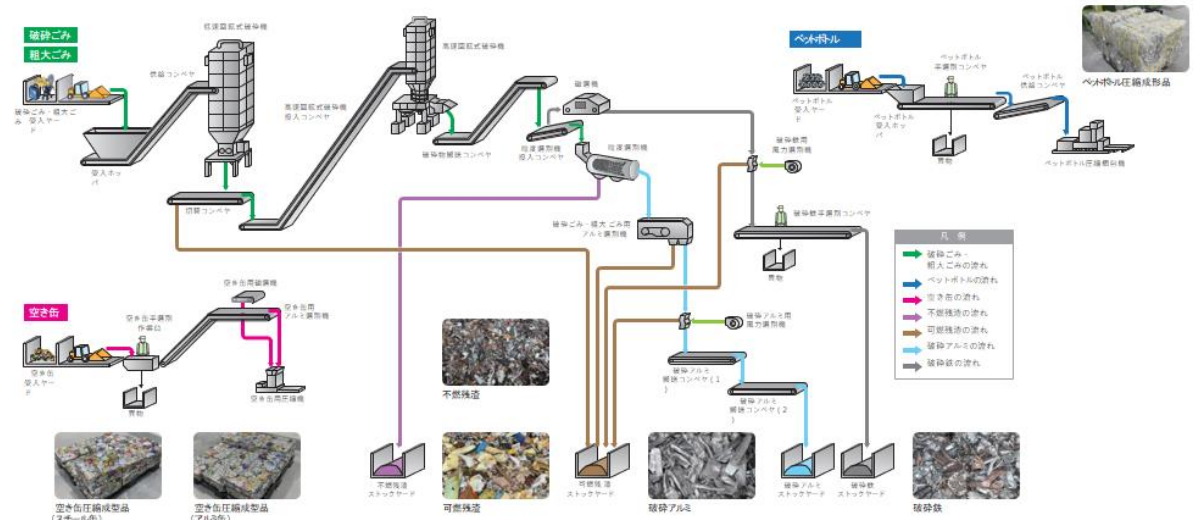 破砕ごみ
粗大ごみ
低速回転式破砕機
供給コンベヤ
破砕ごみ・粗大ご
み 受入ヤー
ド
受入ホッ
パ
切替コンベヤ
高速回転式破砕機
投入コンベヤ
高速回転式破砕機
破砕物搬送コンベヤ
磁選機
粒度選別機
投入コンベヤ
粒度選別機
破砕鉄用
風力選別機
破砕ごみ・粗大ごみ用
アルミ選別機
破砕鉄手選別コンベヤ
異物
破砕アルミ用
風力選別機
破砕アルミ
搬送コンベヤ(1
)
破砕アルミ
搬送コンベヤ(2
)
ペットボトル
ペットボトル
受入ヤー
ド
ペットボトル
受入ホッ
パ
ペットボトル
手選別コンベヤ
ペットボトル
供給コンベヤ
異物
ペットボトル圧縮梱包機
ペットボトル圧縮成形品
凡 例
破砕ごみ・
粗大ごみの流れ
ペットボトルの流れ
空き缶の流れ
不燃残渣の流れ
可燃残渣の流れ
破砕アルミの流れ
破砕鉄の流れ
空き缶
空き缶
受入ヤー
ド
空き缶手選別
作業台
異物
空き缶用磁選機
空き缶用
アルミ選別機
空き缶用圧縮機
空き缶圧縮成型品
(スチール缶)
空き缶圧縮成型品
(アルミ缶)
不燃残渣
ストックヤード
不燃残渣
可燃残渣
可燃残渣
ストックヤード
破砕アルミ
破砕アルミ
ストックヤード
破砕鉄
ストックヤード
破砕鉄